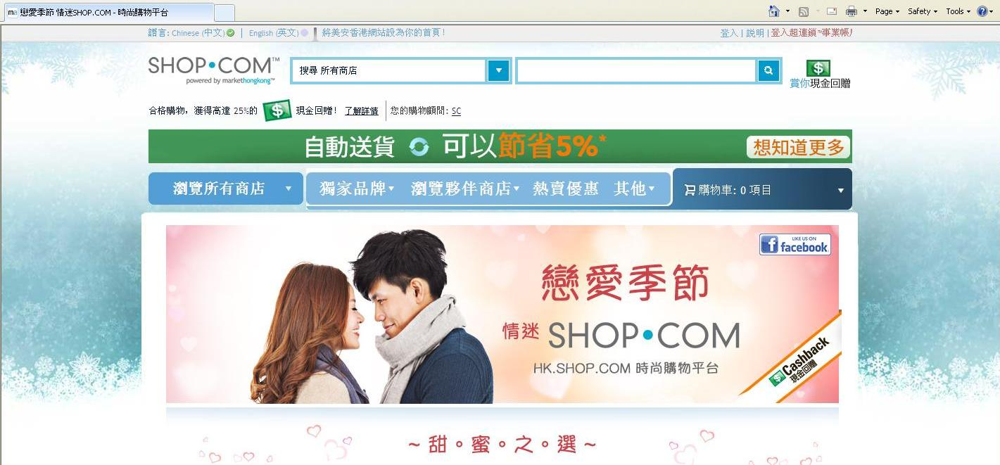 戀愛季節 情迷SHOP.COM - 時尚購物平台
Page Safety Tools
語言: Chinese (中文) | English (英文) 將美安香港網站設為你的首頁!
登入 | 説明 | 登入超連鎖™事業帳戶
SHOP•COM™
powered by markethongkong™
搜尋 所有商店
賞你現金回贈
合格購物，獲得高達 25%的 現金回贈! 了解詳情 您的購物顧問: SC
自動送貨 可以節省5%* 想知道更多
瀏覽所有商店 獨家品牌 瀏覽夥伴商店 熱賣優惠 其他 購物車: 0 項目
LIKE US ON
facebook
戀愛季節
情迷 SHOP•COM
HK.SHOP.COM 時尚購物平台
Cashback
現金回贈
~ 甜。蜜。之。選 ~